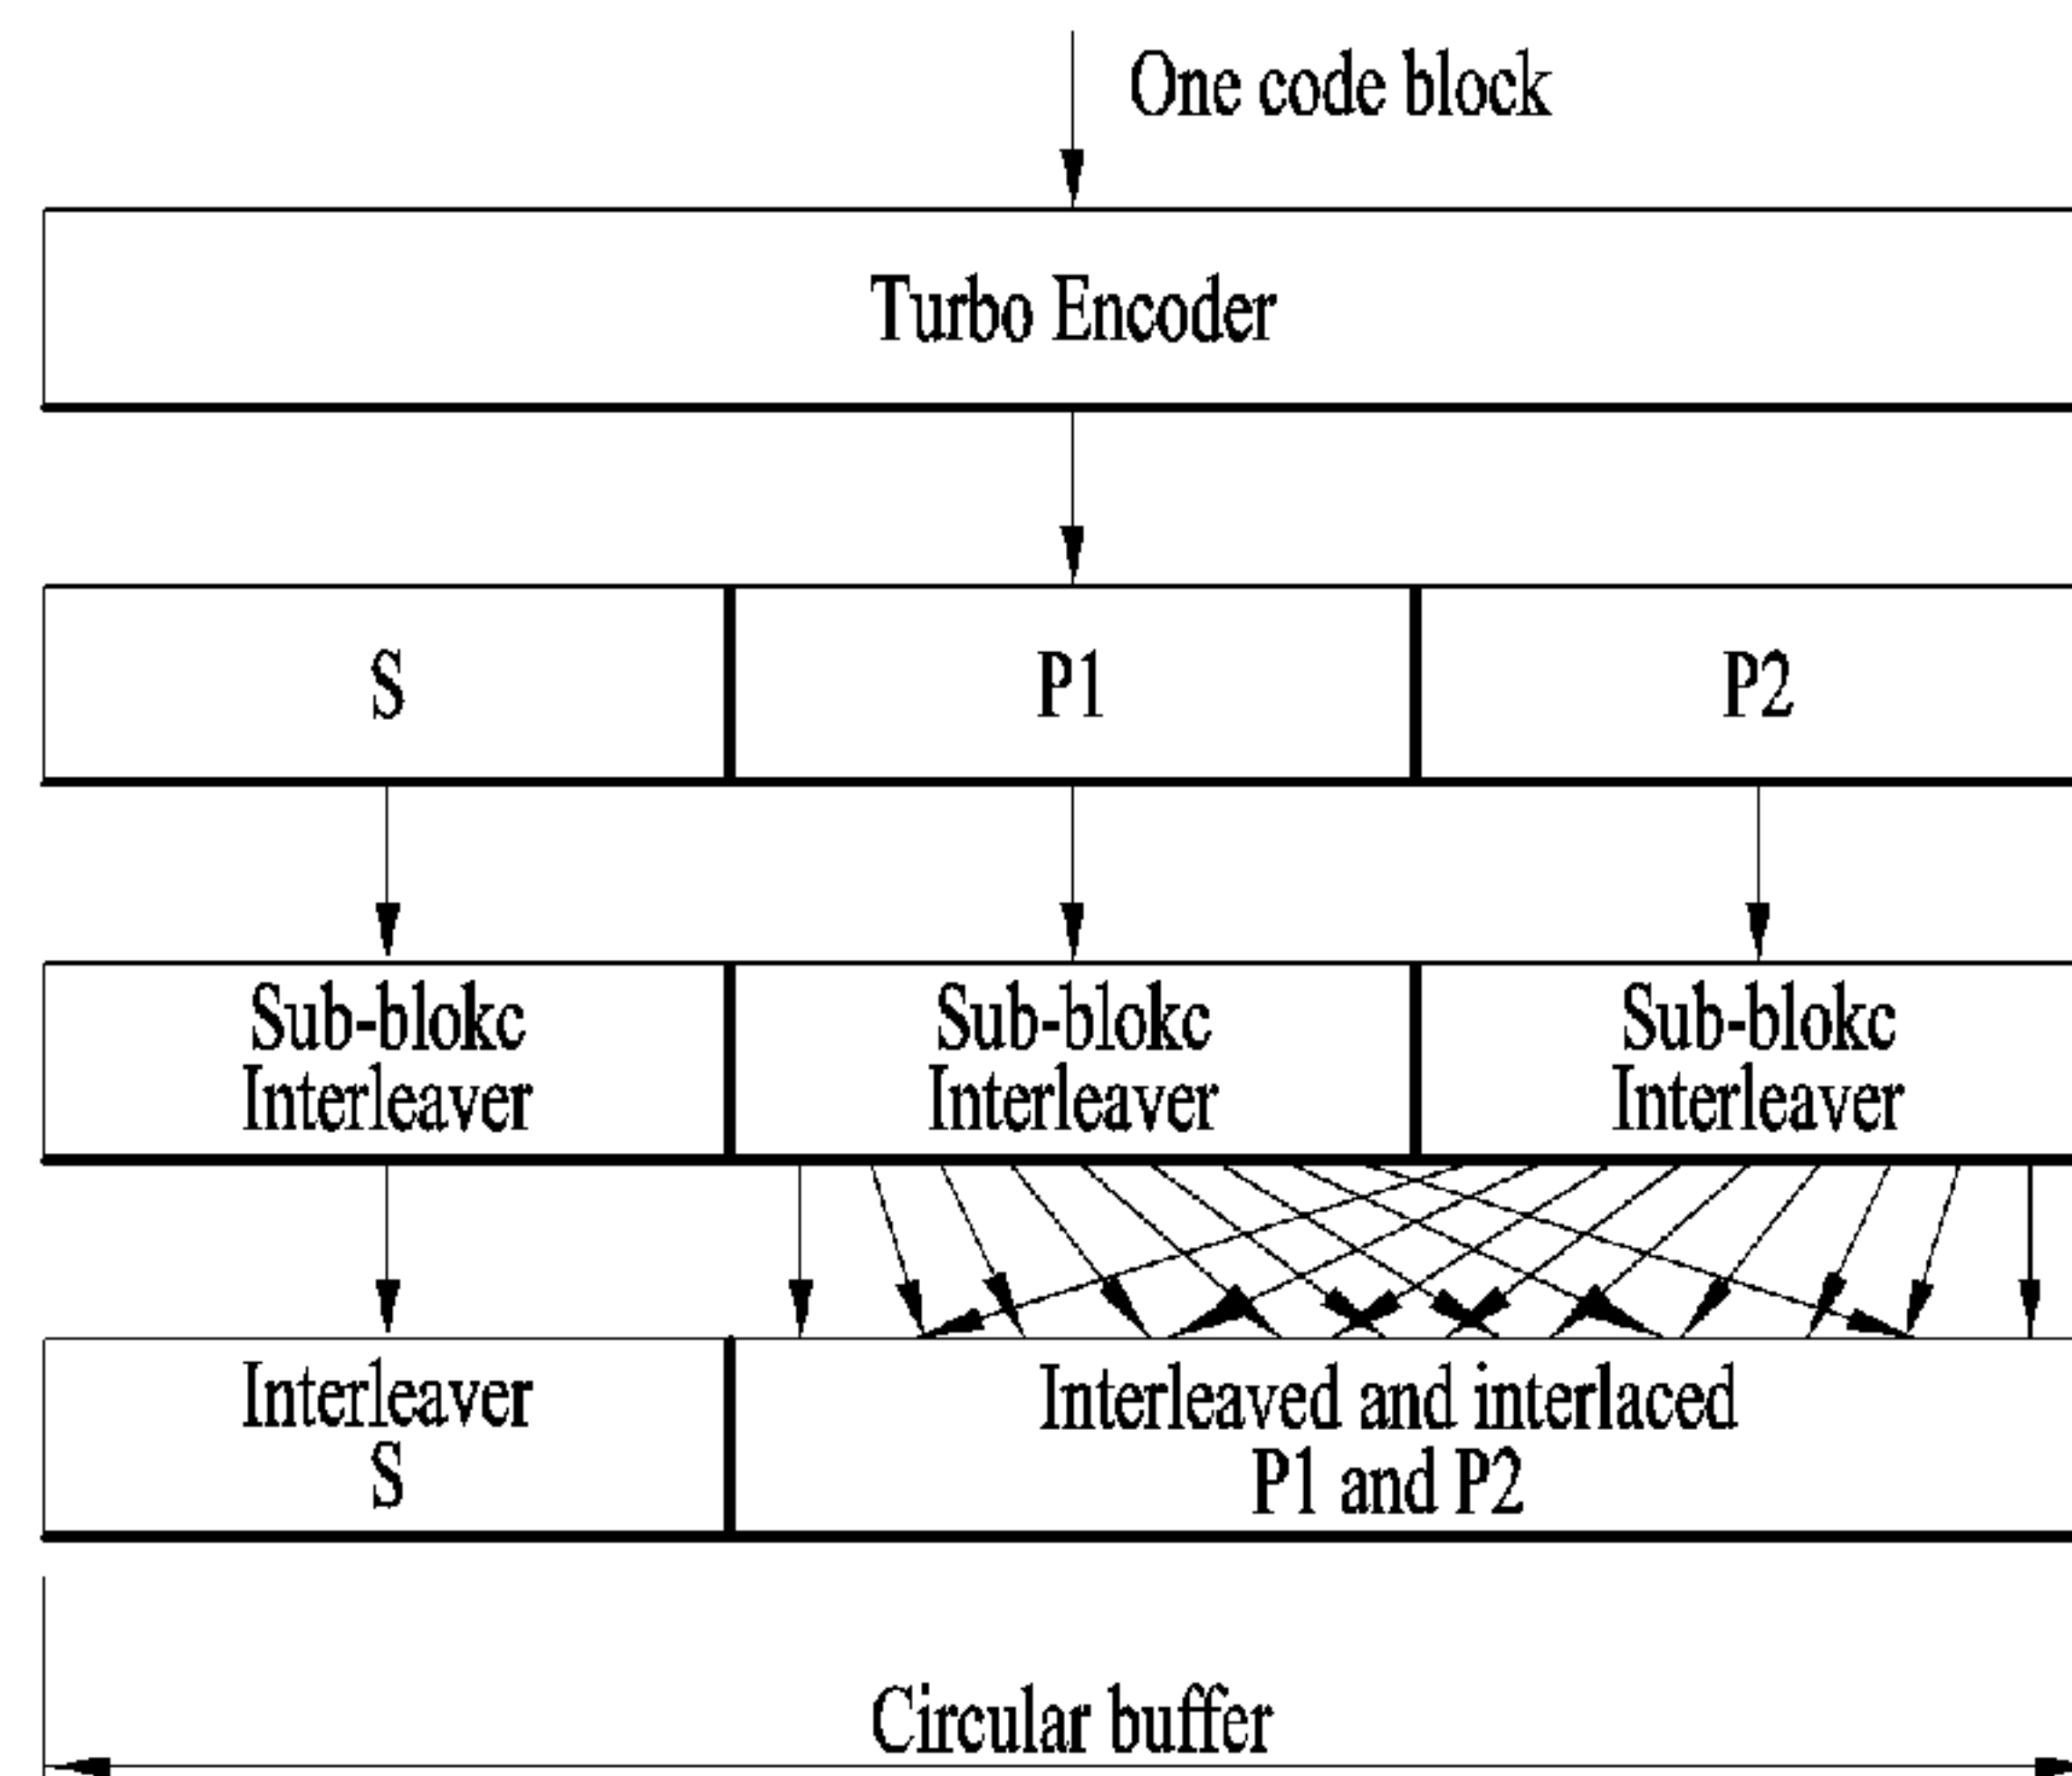 One code block
Turbo Encoder
S
P1
P2
Sub-blokc
Interleaver
Sub-blokc
Interleaver
Sub-blokc
Interleaver
Interleaver
S
Interleaved and interlaced
P1 and P2
Circular buffer